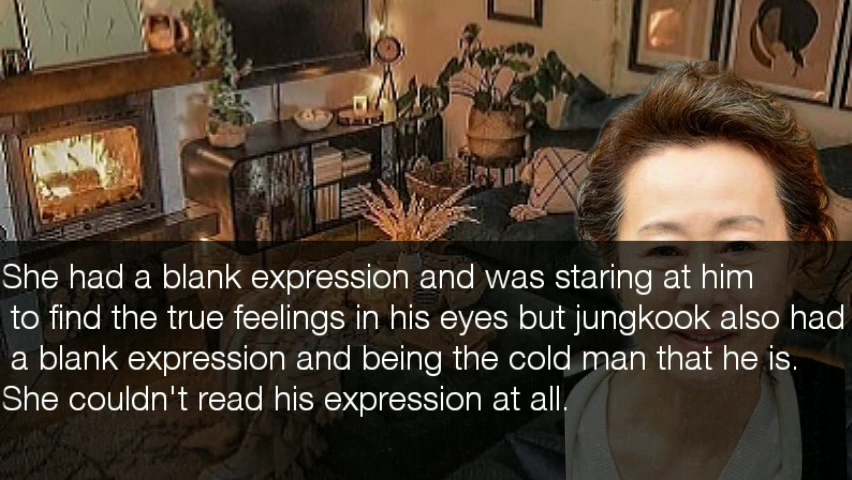 She had a blank expression and was staring at him
to find the true feelings in his eyes but jungkook also had
a blank expression and being the cold man that he is.
She couldn't read his expression at all.